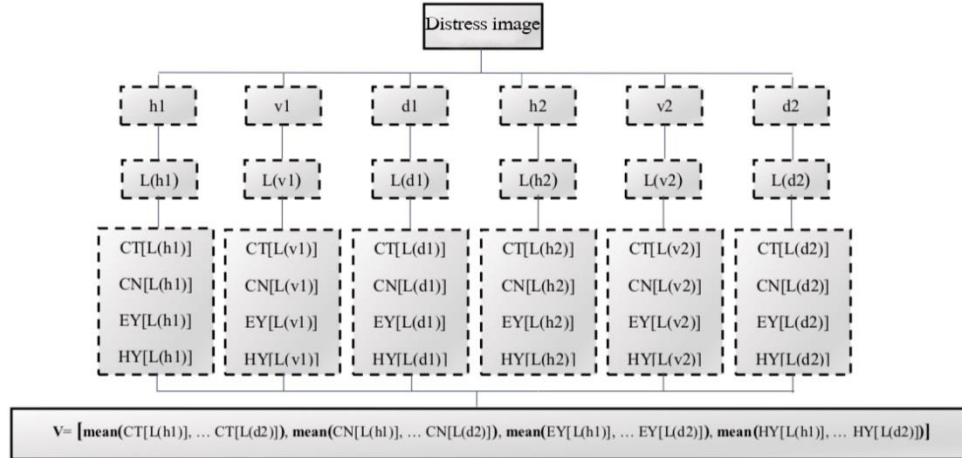 Distress image
h1 v1 d1 h2 v2 d2
L(h1) L(v1) L(d1) L(h2) L(v2) L(d2)
CT[L(h1)] CT[L(v1)] CT[L(d1)] CT[L(h2)] CT[L(v2)] CT[L(d2)]
CN[L(h1)] CN[L(v1)] CN[L(d1)] CN[L(h2)] CN[L(v2)] CN[L(d2)]
EY[L(h1)] EY[L(v1)] EY[L(d1)] EY[L(h2)] EY[L(v2)] EY[L(d2)]
HY[L(h1)] HY[L(v1)] HY[L(d1)] HY[L(h2)] HY[L(v2)] HY[L(d2)]
V= [mean(CT[L(h1)], … CT[L(d2)]), mean(CN[L(h1)], … CN[L(d2)]), mean(EY[L(h1)], … EY[L(d2)]), mean(HY[L(h1)], … HY[L(d2)])]